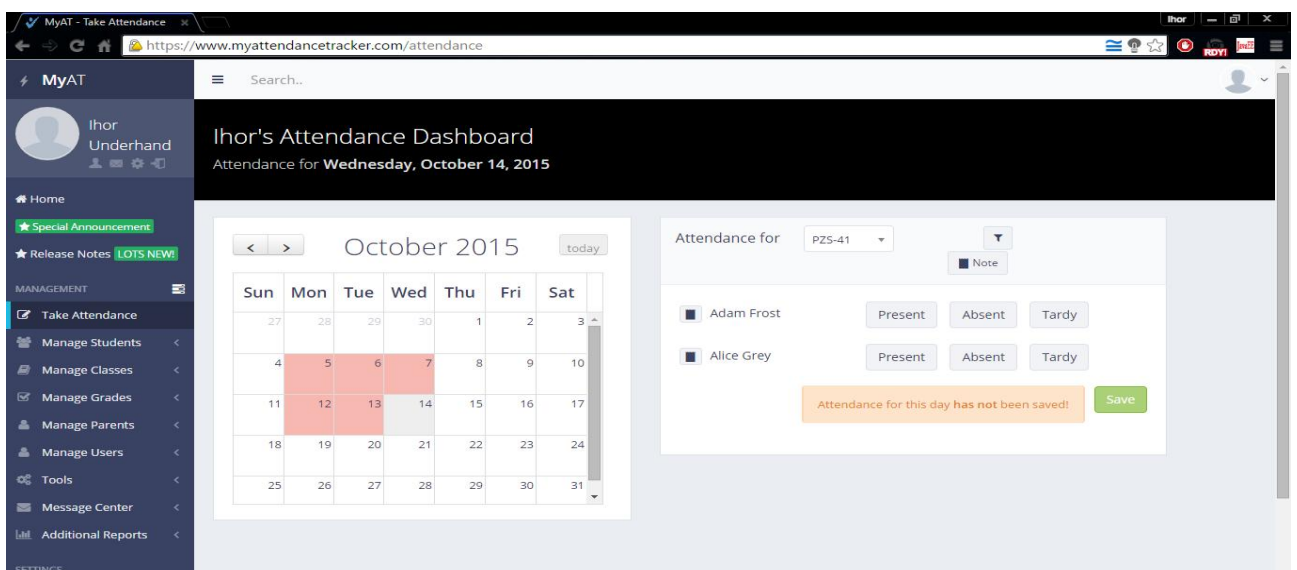 MyAT - Take Attendance
Ihor
https://www.myattendancetracker.com/attendance
RDY!
MyAT
Search..
Ihor
Underhand
Ihor's Attendance Dashboard
Attendance for Wednesday, October 14, 2015
Home
Special Announcement
Release Notes LOTS NEW!
MANAGEMENT
Take Attendance
Manage Students
Manage Classes
Manage Grades
Manage Parents
Manage Users
Tools
Message Center
Additional Reports
SETTINGS
October 2015
today
Sun Mon Tue Wed Thu Fri Sat
27 28 29 30 1 2 3
4 5 6 7 8 9 10
11 12 13 14 15 16 17
18 19 20 21 22 23 24
25 26 27 28 29 30 31
Attendance for PZS-41
Note
Adam Frost Present Absent Tardy
Alice Grey Present Absent Tardy
Attendance for this day has not been saved! Save